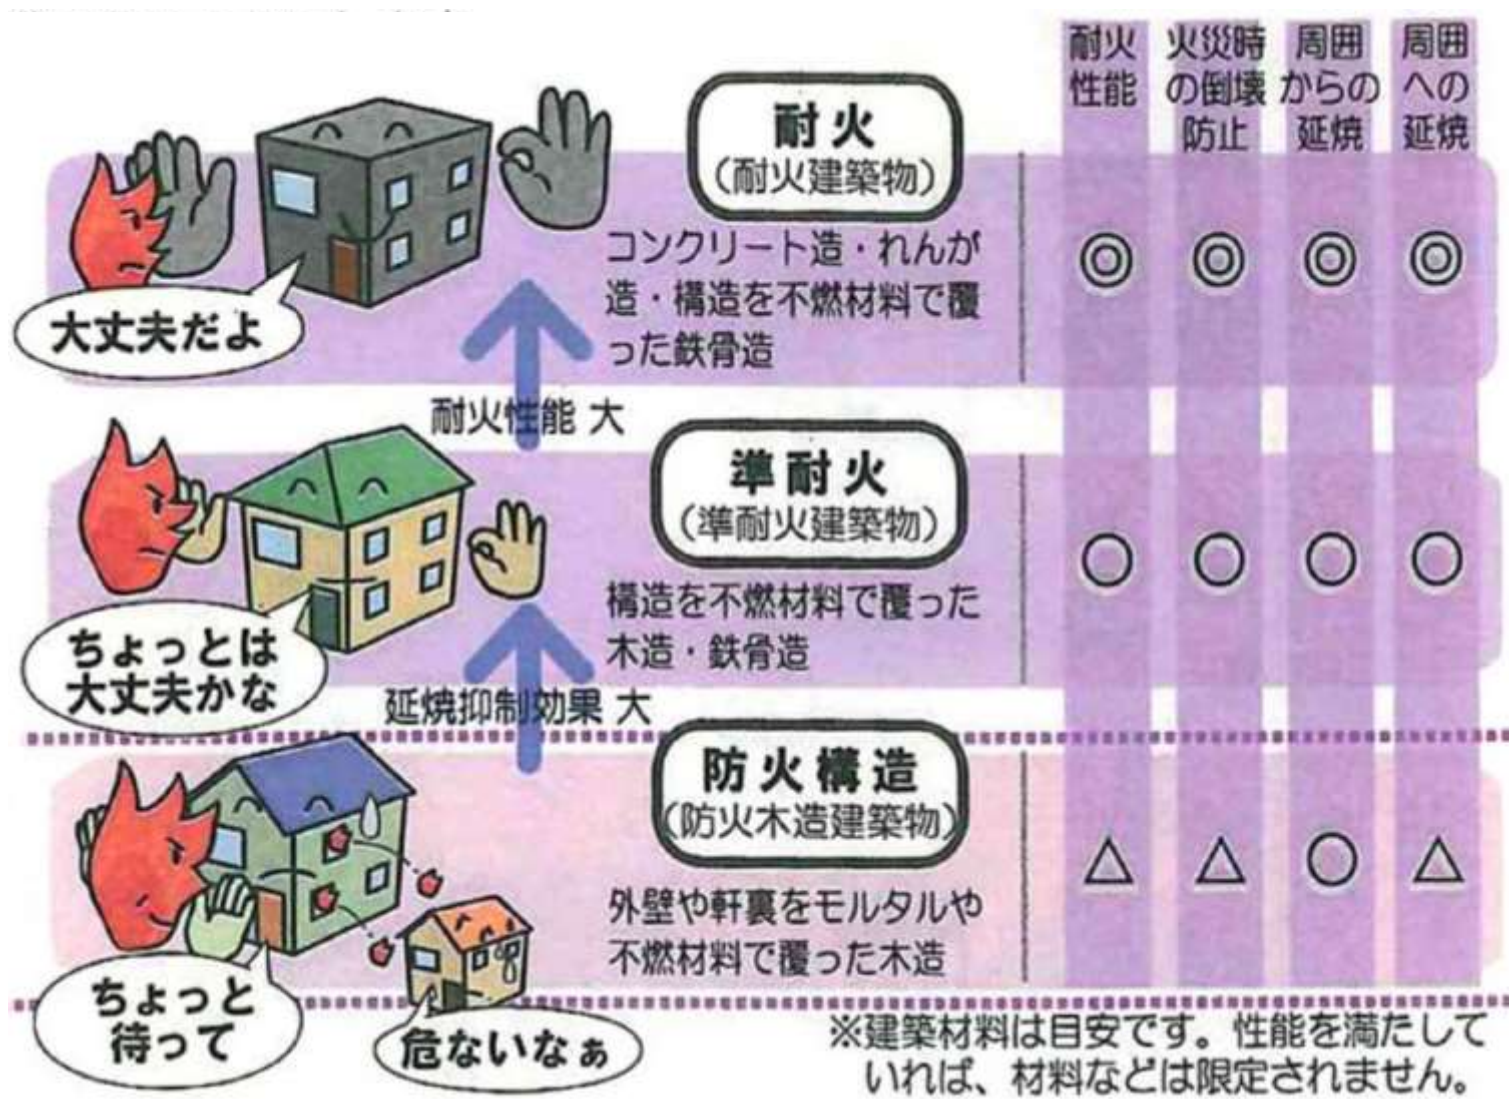 耐火
性能
火災時
の倒壊
防止
周囲
からの
延焼
周囲
への
延焼
耐火
(耐火建築物)
コンクリート造・れんが
造・構造を不燃材料で覆
った鉄骨造
◎ ◎ ◎ ◎
大丈夫だよ
耐火性能 大
準耐火
(準耐火建築物)
構造を不燃材料で覆った
木造・鉄骨造
○ ○ ○ ○
ちょっとは
大丈夫かな
延焼抑制効果 大
防火構造
(防火木造建築物)
外壁や軒裏をモルタルや
不燃材料で覆った木造
△ △ ○ △
ちょっと
待って
危ないなぁ
※建築材料は目安です。性能を満たして
いれば、材料などは限定されません。